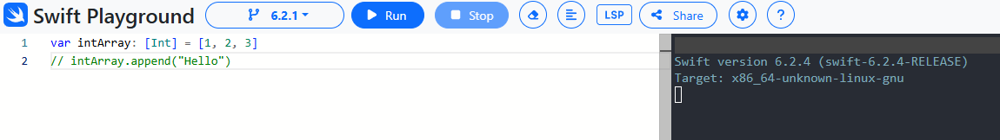 Swift Playground 6.2.1 Run Stop LSP Share ?
1 var intArray: [Int] = [1, 2, 3]
2 // intArray.append("Hello")
Swift version 6.2.4 (swift-6.2.4-RELEASE)
Target: x86_64-unknown-linux-gnu